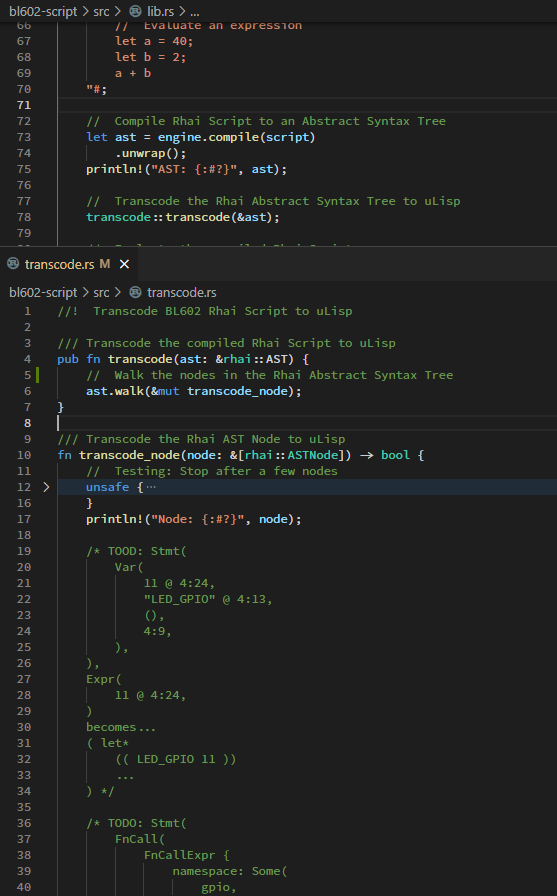 bl602-script > src > lib.rs > ...
66 // Evaluate an expression
67 let a = 40;
68 let b = 2;
69 a + b
70 "#;
71
72 // Compile Rhai Script to an Abstract Syntax Tree
73 let ast = engine.compile(script)
74 .unwrap();
75 println!("AST: {:#?}", ast);
76
77 // Transcode the Rhai Abstract Syntax Tree to uLisp
78 transcode::transcode(&ast);
79
transcode.rs M ×
bl602-script > src > transcode.rs
1 //! Transcode BL602 Rhai Script to uLisp
2
3 /// Transcode the compiled Rhai Script to uLisp
4 pub fn transcode(ast: &rhai::AST) {
5 // Walk the nodes in the Rhai Abstract Syntax Tree
6 ast.walk(&mut transcode_node);
7 }
8
9 /// Transcode the Rhai AST Node to uLisp
10 fn transcode_node(node: &[rhai::ASTNode]) → bool {
11 // Testing: Stop after a few nodes
12 > unsafe {⋯
16 }
17 println!("Node: {:#?}", node);
18
19 /* TOOD: Stmt(
20 Var(
21 11 @ 4:24,
22 "LED_GPIO" @ 4:13,
23 (),
24 4:9,
25 ),
26 ),
27 Expr(
28 11 @ 4:24,
29 )
30 becomes...
31 ( let*
32 (( LED_GPIO 11 ))
33 ...
34 ) */
35
36 /* TODO: Stmt(
37 FnCall(
38 FnCallExpr {
39 namespace: Some(
40 gpio,